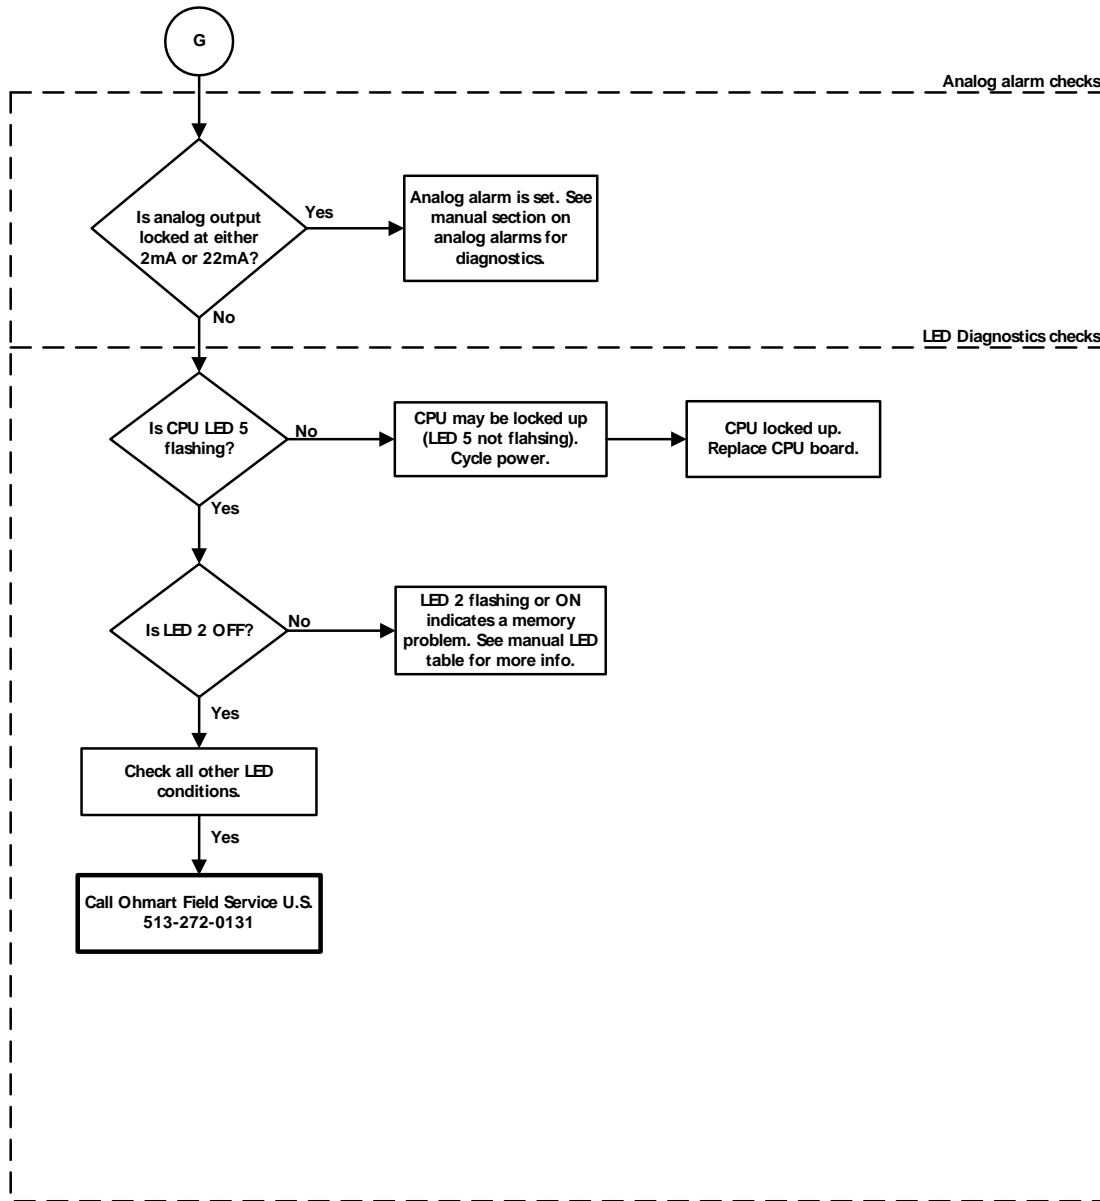 G
Analog alarm checks
Is analog output
locked at either
2mA or 22mA?
Yes
Analog alarm is set. See
manual section on
analog alarms for
diagnostics.
No
LED Diagnostics checks
Is CPU LED 5
flashing?
No
CPU may be locked up
(LED 5 not flahsing).
Cycle power.
CPU locked up.
Replace CPU board.
Yes
Is LED 2 OFF?
No
LED 2 flashing or ON
indicates a memory
problem. See manual LED
table for more info.
Yes
Check all other LED
conditions.
Yes
Call Ohmart Field Service U.S.
513-272-0131